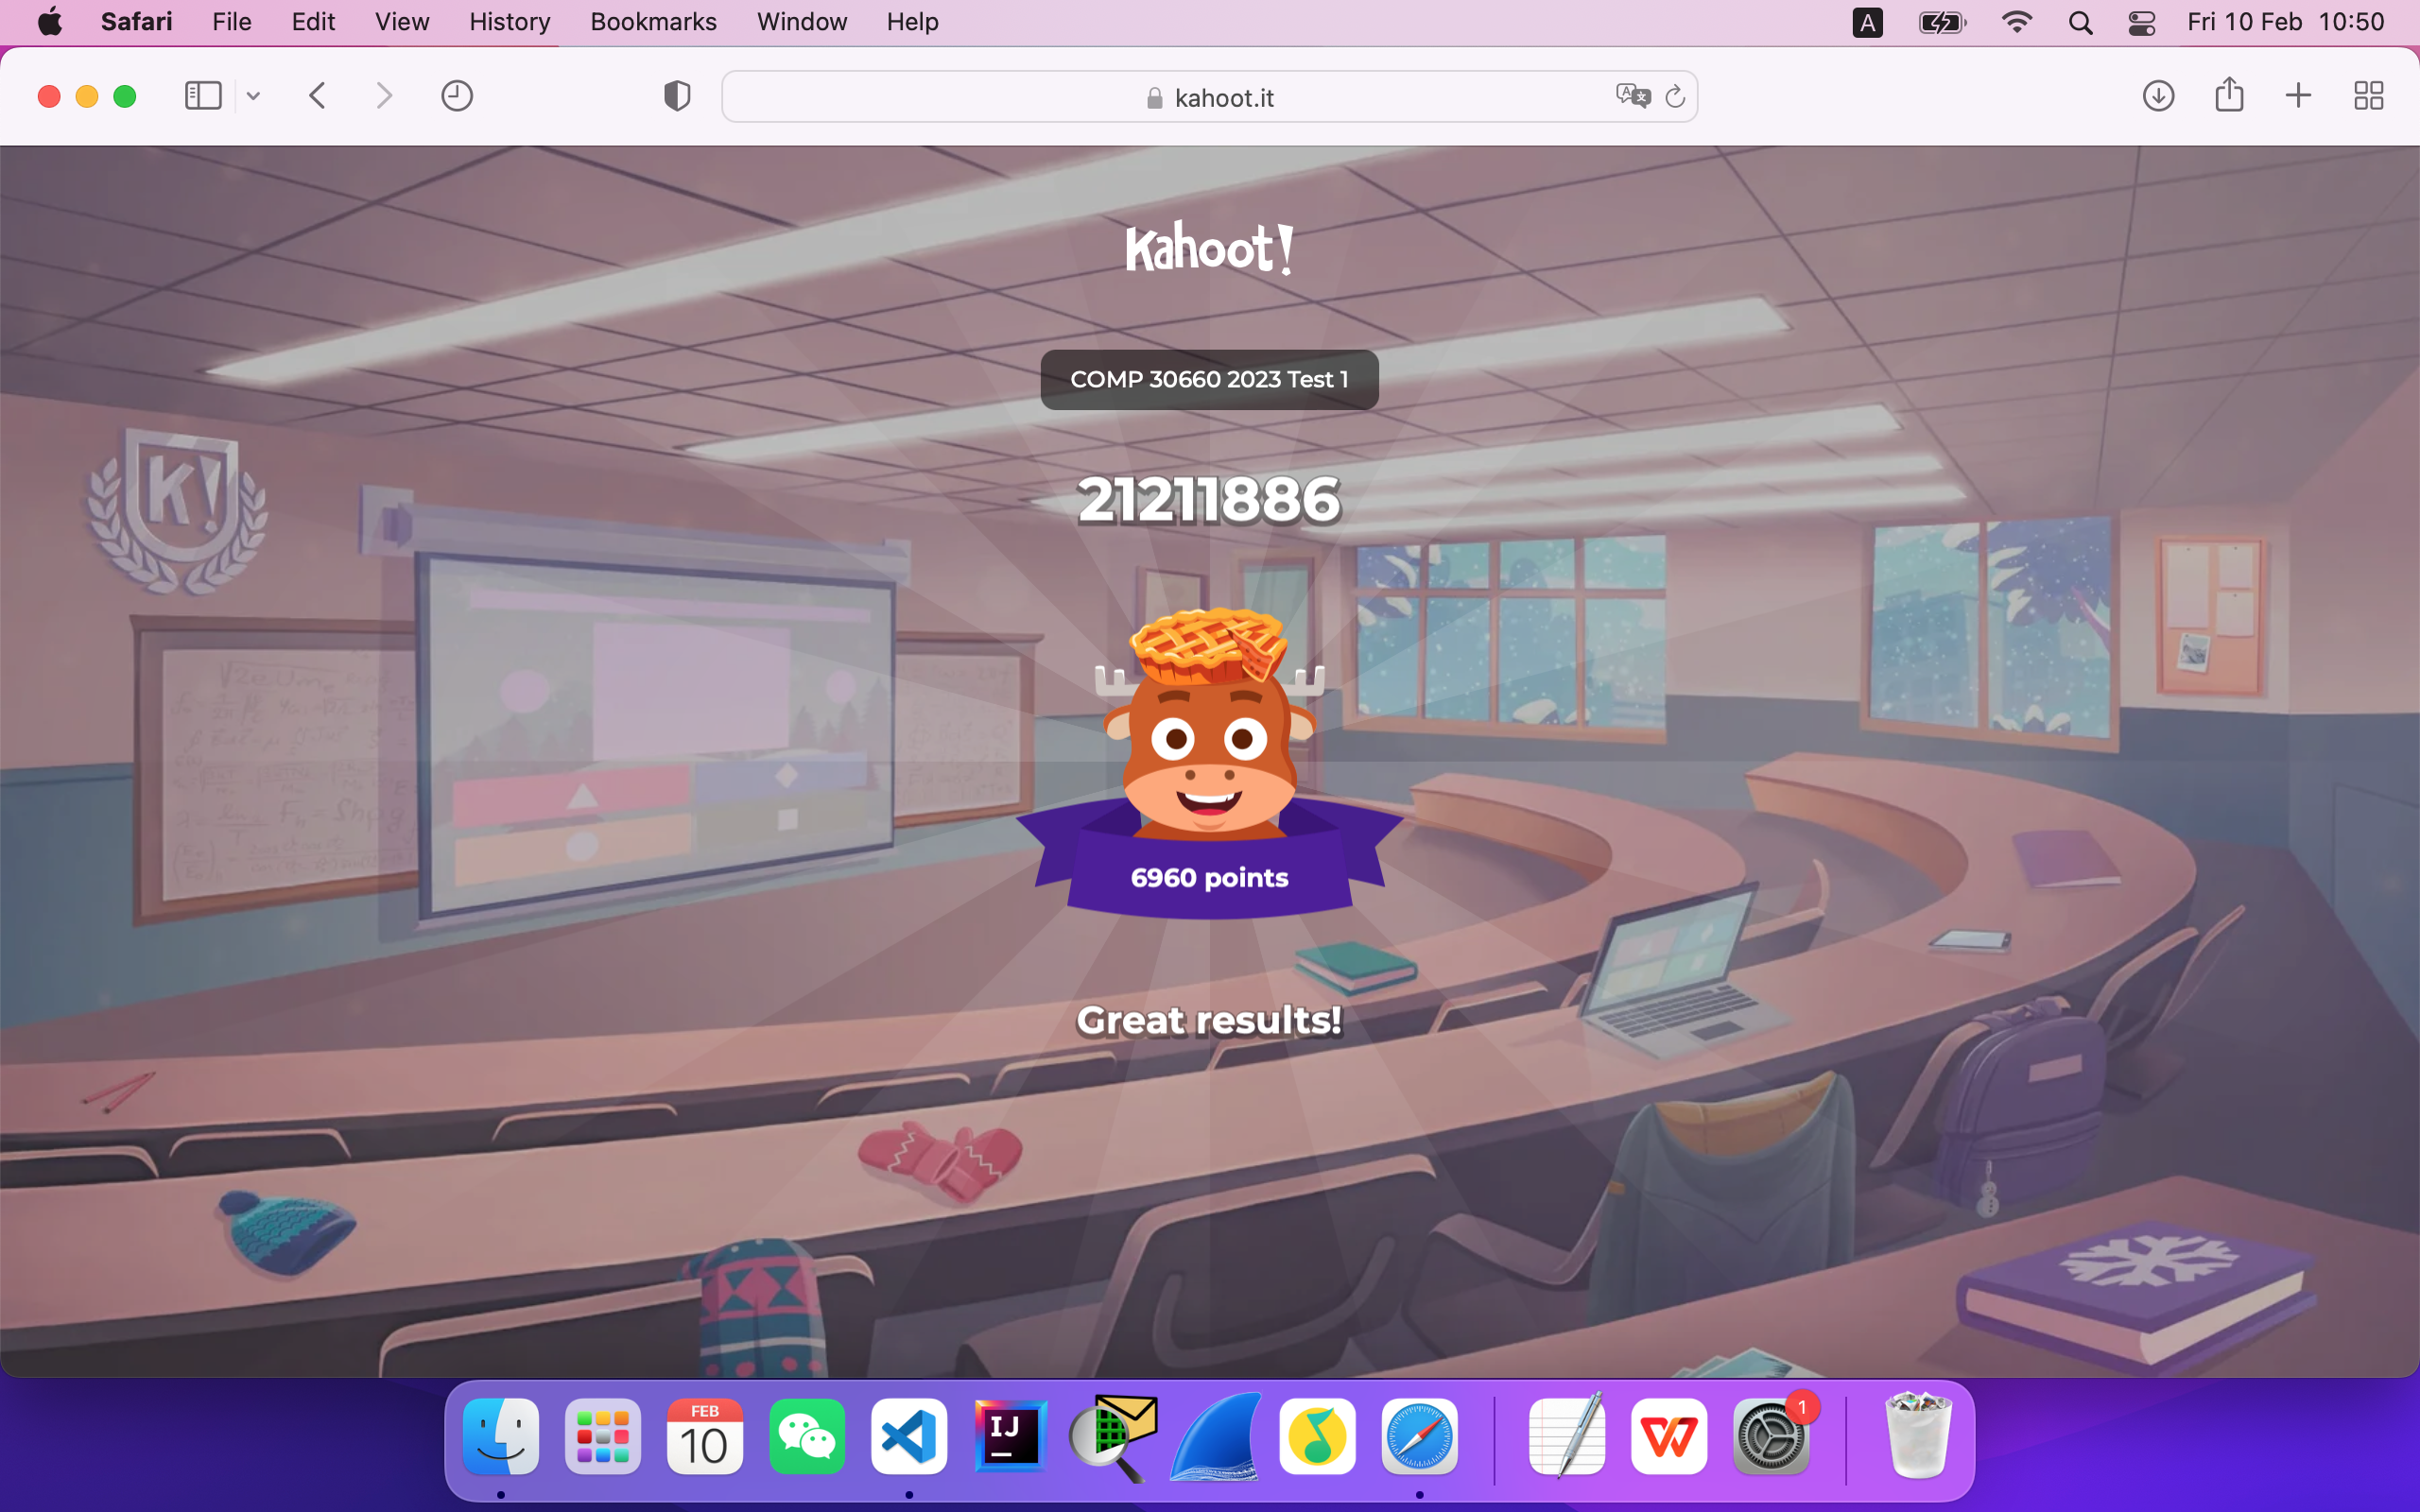 Safari File Edit View History Bookmarks Window Help A Fri 10 Feb 10:50
kahoot.it
Kahoot!
COMP 30660 2023 Test 1
21211886
K!
6960 points
Great results!
FEB
10
IJ
1